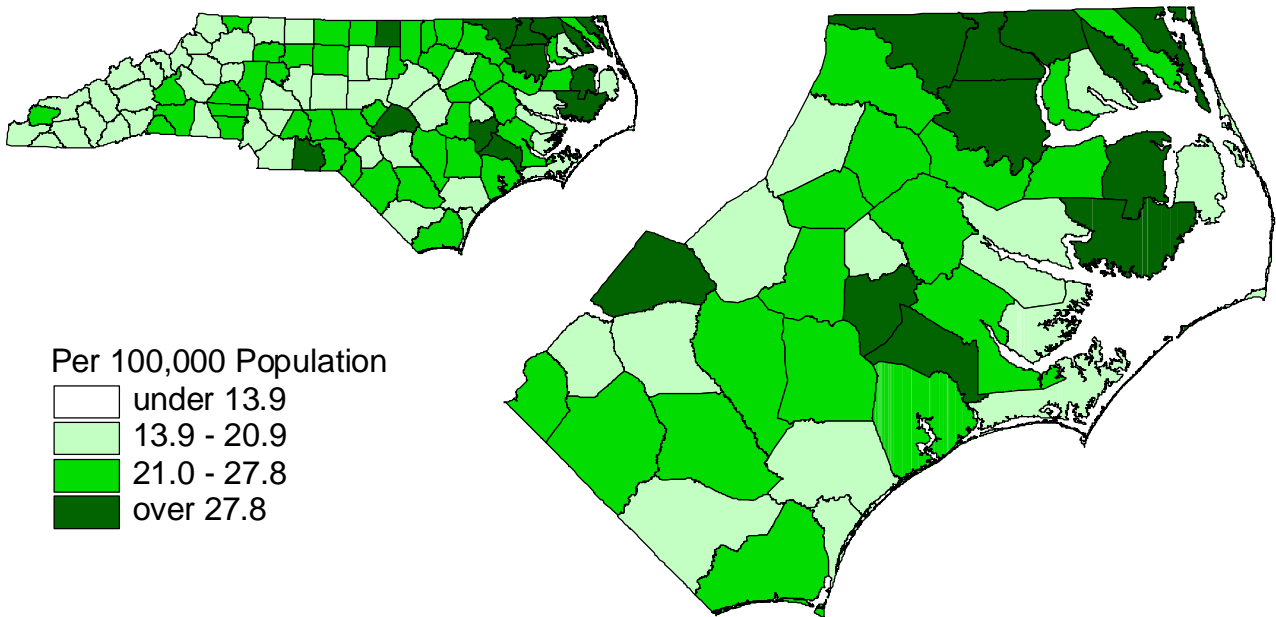 Per 100,000 Population
under 13.9
13.9 - 20.9
21.0 - 27.8
over 27.8